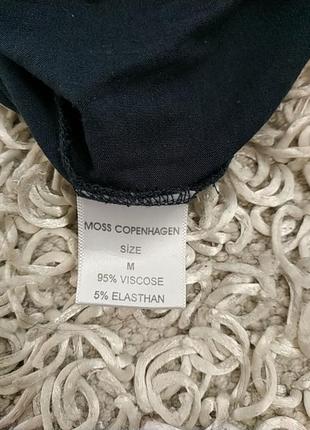 MOSS COPENHAGEN
SIZE
M
95% VISCOSE
5% ELASTHAN